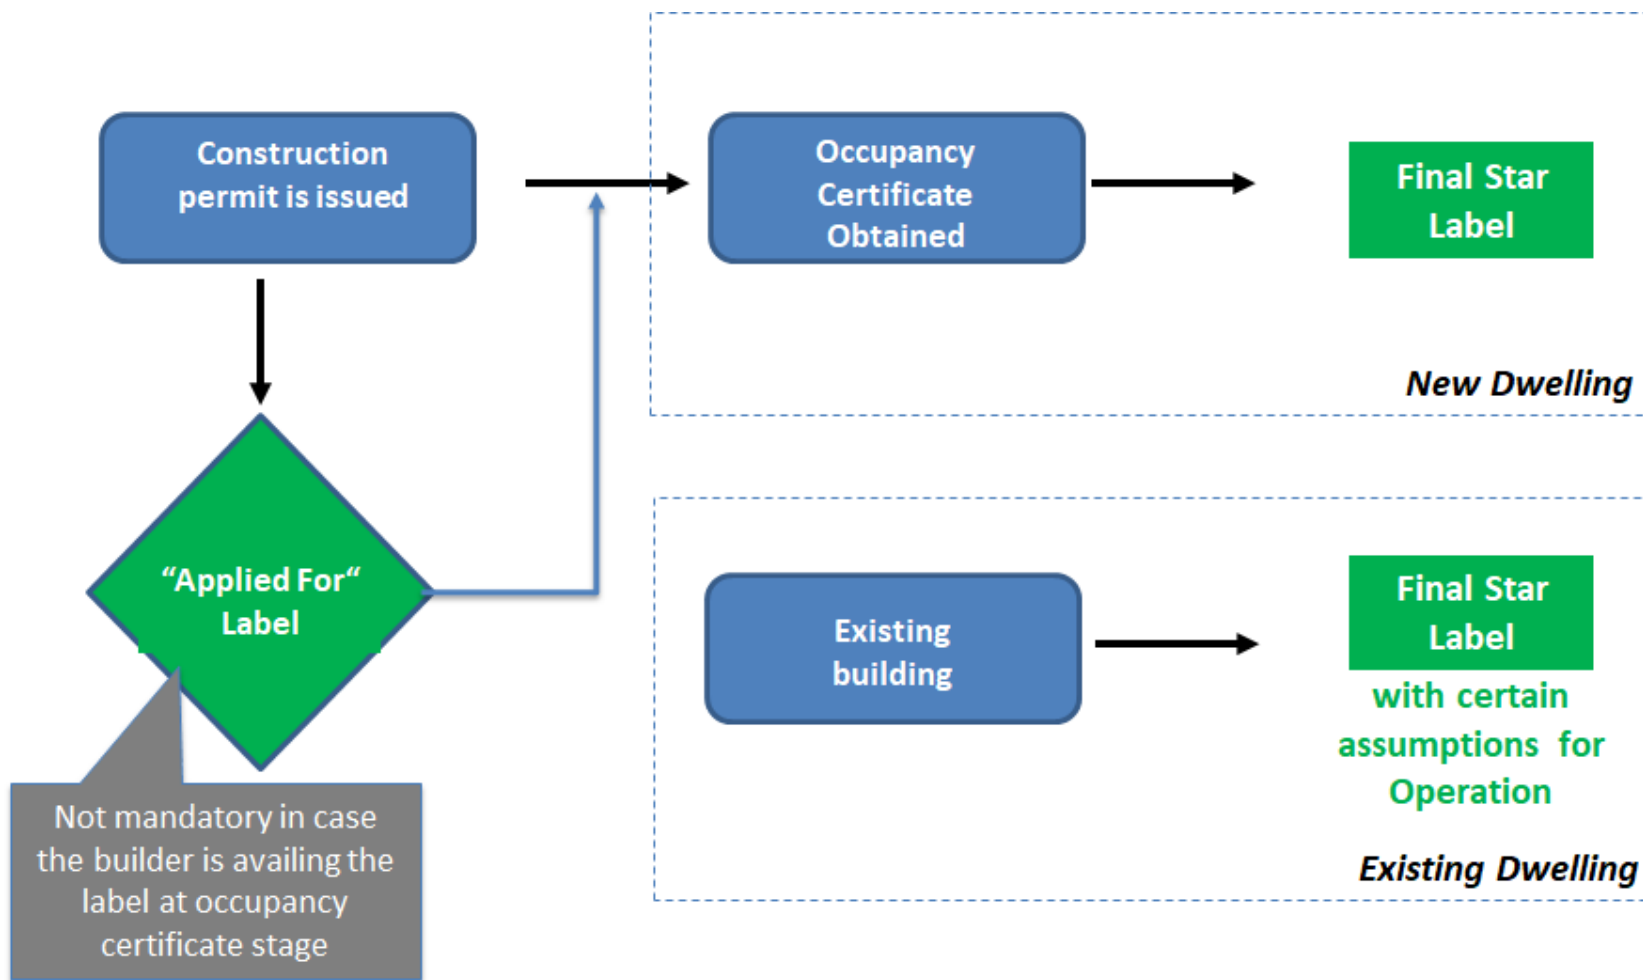 Construction
permit is issued
Occupancy
Certificate
Obtained
Final Star
Label
New Dwelling
“Applied For“
Label
Not mandatory in case
the builder is availing the
label at occupancy
certificate stage
Existing
building
Final Star
Label
with certain
assumptions for
Operation
Existing Dwelling